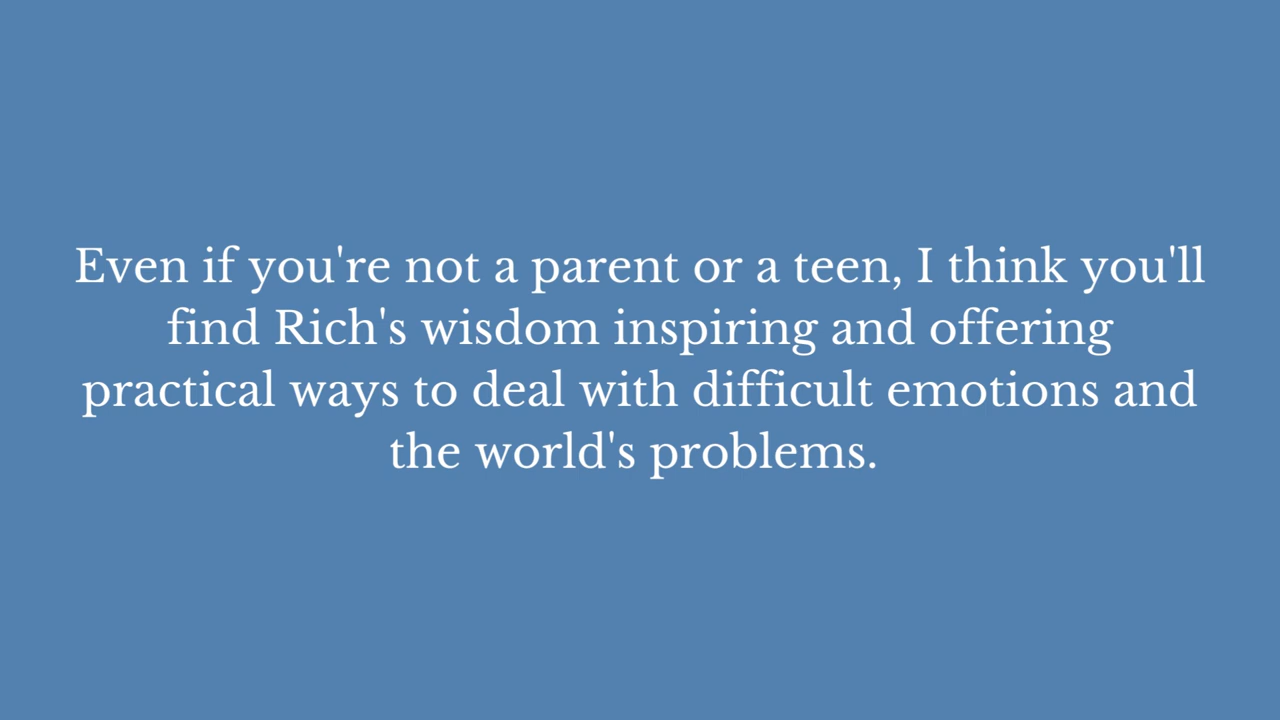 Even if you're not a parent or a teen, I think you'll
find Rich's wisdom inspiring and offering
practical ways to deal with difficult emotions and
the world's problems.